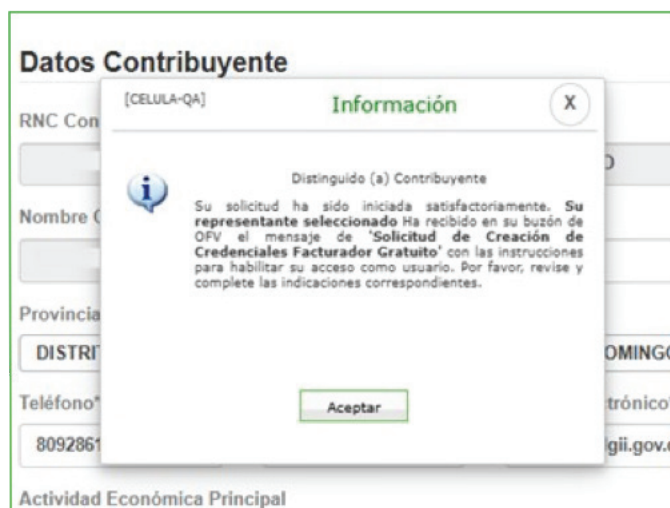 Datos Contribuyente
[CELULA-QA] Información X
RNC Con
Distinguido (a) Contribuyente
Su solicitud ha sido iniciada satisfactoriamente. Su
representante seleccionado Ha recibido en su buzón de
OFV el mensaje de 'Solicitud de Creación de
Credenciales Facturador Gratuito' con las instrucciones
para habilitar su acceso como usuario. Por favor, revise y
complete las indicaciones correspondientes.
Nombre
Provincia
DISTRI OMINGO
Aceptar
Teléfono* trónico*
809286 lgii.gov.
Actividad Económica Principal